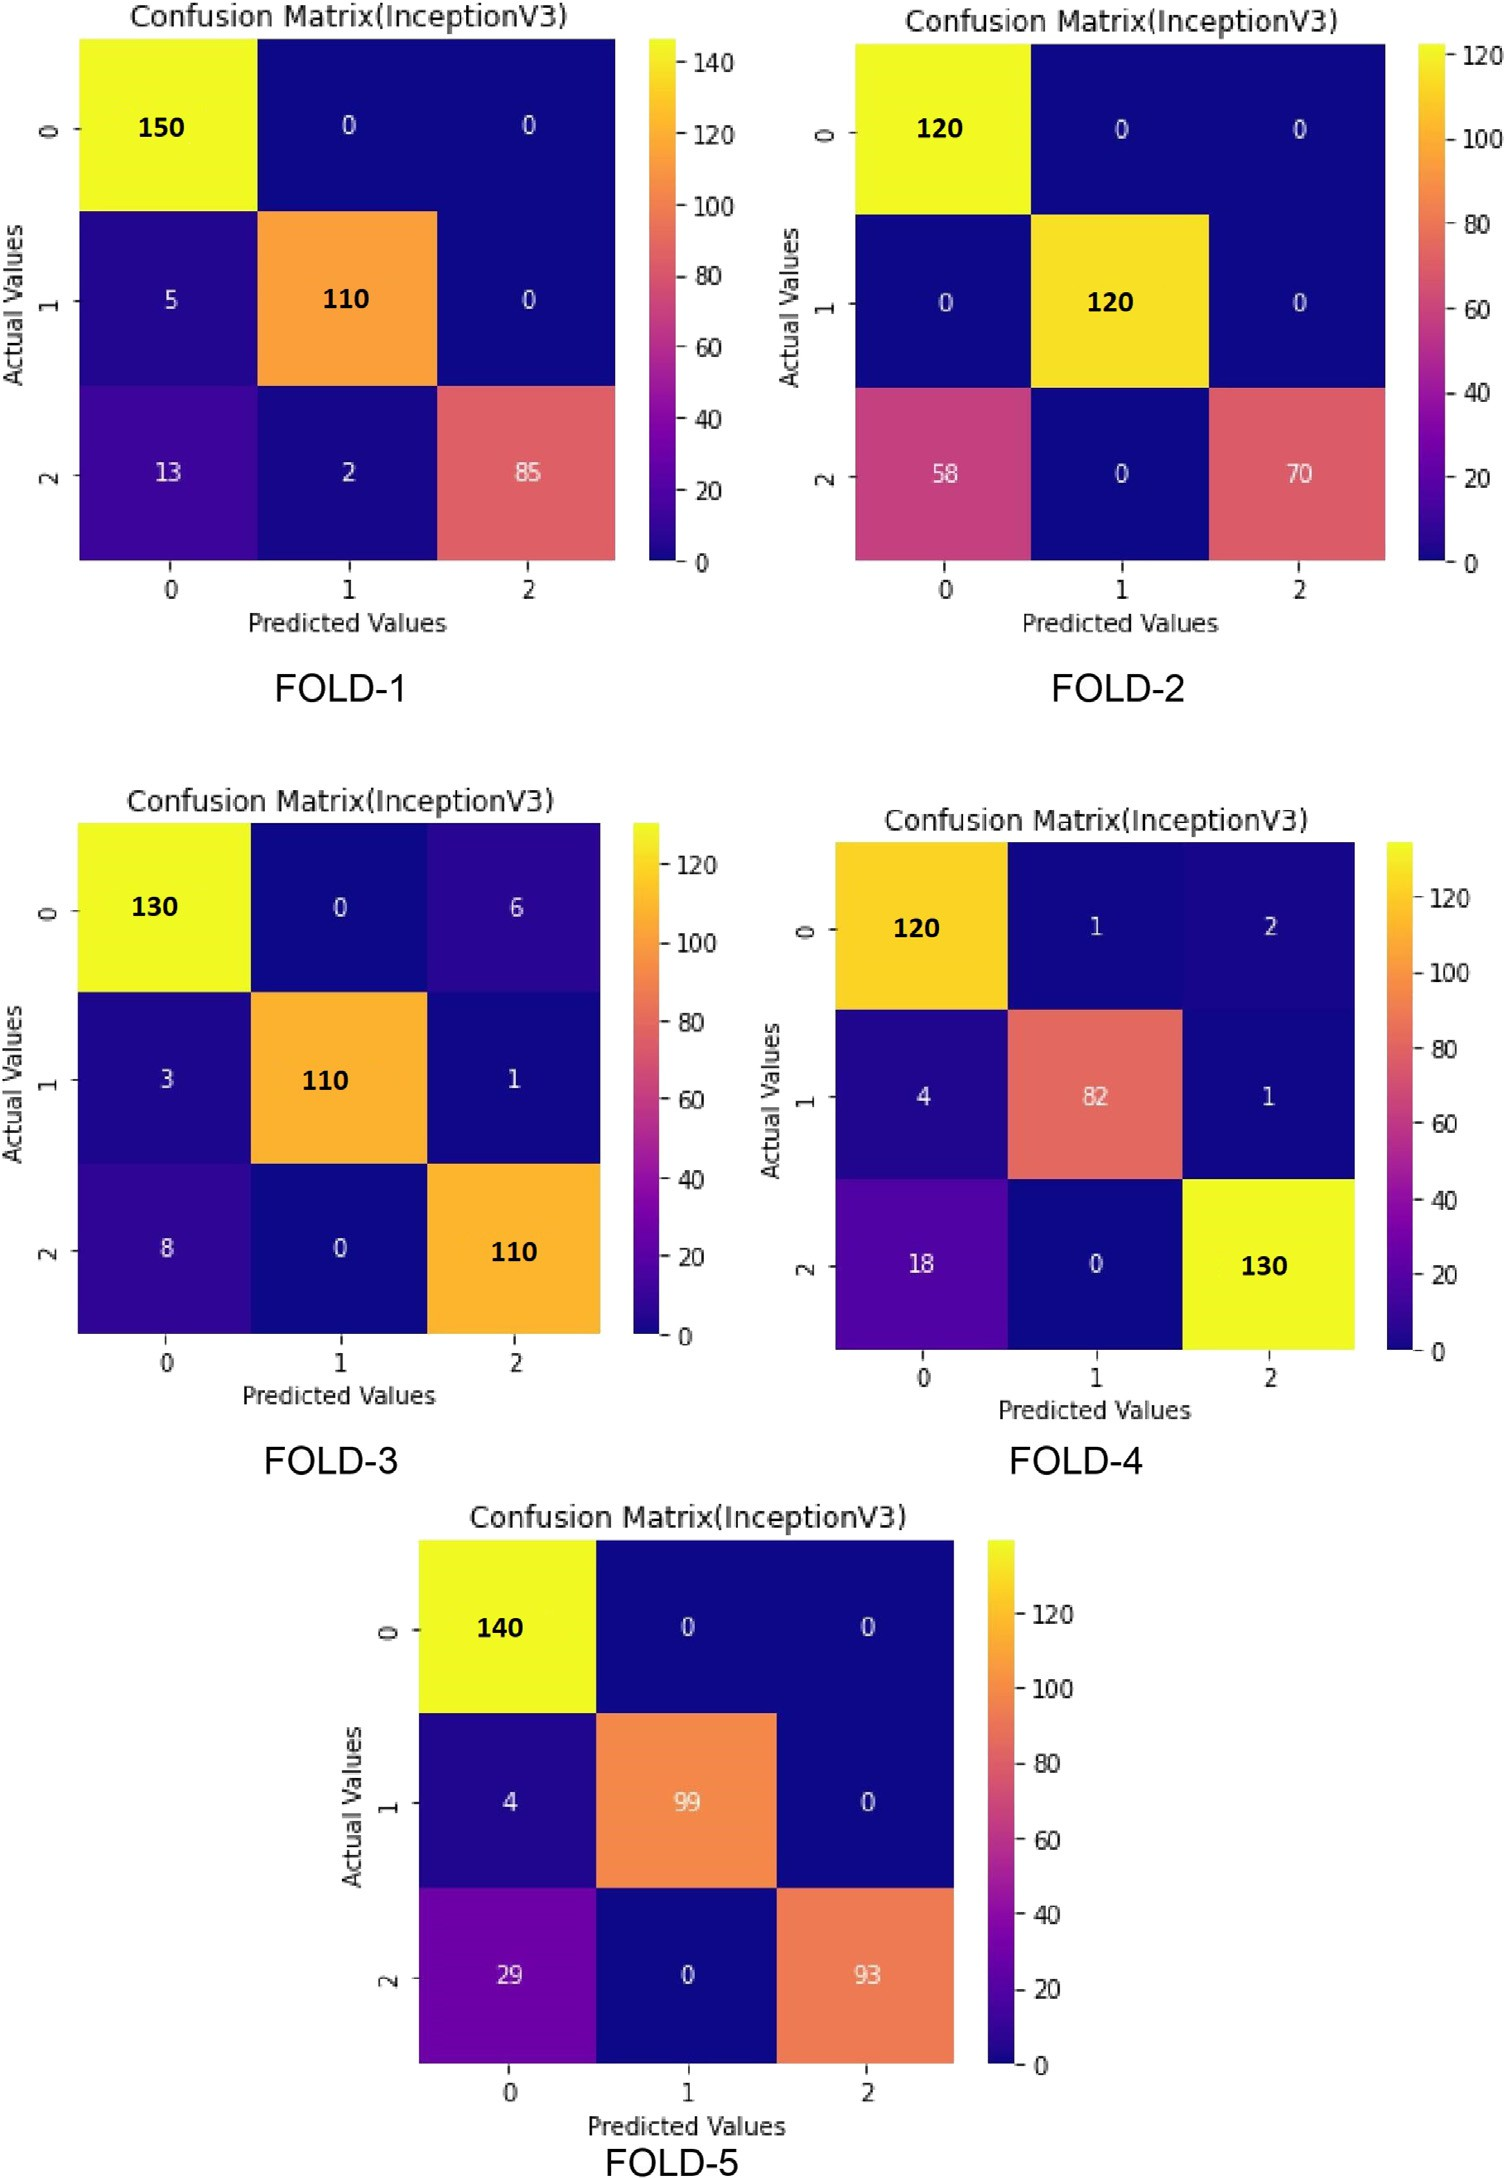 Confusion Matrix(InceptionV3)
150 0 0
5 110 0
13 2 85
0 1 2
0 1 2
Actual Values
Predicted Values
140
120
100
80
60
40
20
0
FOLD-1
Confusion Matrix(InceptionV3)
120 0 0
0 120 0
58 0 70
0 1 2
0 1 2
Actual Values
Predicted Values
120
100
80
60
40
20
0
FOLD-2
Confusion Matrix(InceptionV3)
130 0 6
3 110 1
8 0 110
0 1 2
0 1 2
Actual Values
Predicted Values
120
100
80
60
40
20
0
FOLD-3
Confusion Matrix(InceptionV3)
120 1 2
4 82 1
18 0 130
0 1 2
0 1 2
Actual Values
Predicted Values
120
100
80
60
40
20
0
FOLD-4
Confusion Matrix(InceptionV3)
140 0 0
4 99 0
29 0 93
0 1 2
0 1 2
Actual Values
Predicted Values
120
100
80
60
40
20
0
FOLD-5